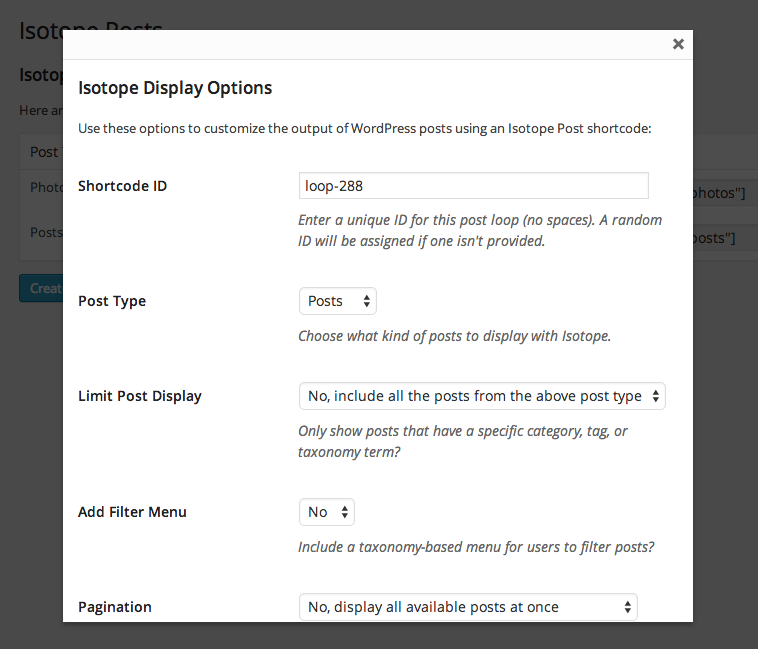 Isotope Posts
Isotop
Here ar
Post
Photo
Posts
Create
photos"]
posts"]
Isotope Display Options
Use these options to customize the output of WordPress posts using an Isotope Post shortcode:
Shortcode ID
loop-288
Enter a unique ID for this post loop (no spaces). A random
ID will be assigned if one isn't provided.
Post Type
Posts
Choose what kind of posts to display with Isotope.
Limit Post Display
No, include all the posts from the above post type
Only show posts that have a specific category, tag, or
taxonomy term?
Add Filter Menu
No
Include a taxonomy-based menu for users to filter posts?
Pagination
No, display all available posts at once